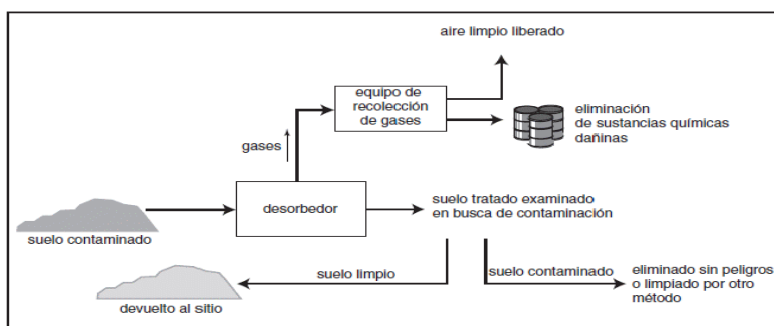 aire limpio liberado
equipo de
recolección
de gases
eliminación
de sustancias químicas
dañinas
gases
desorbedor
suelo tratado examinado
en busca de contaminación
suelo contaminado
suelo limpio
suelo contaminado
eliminado sin peligros
o limpiado por otro
método
devuelto al sitio